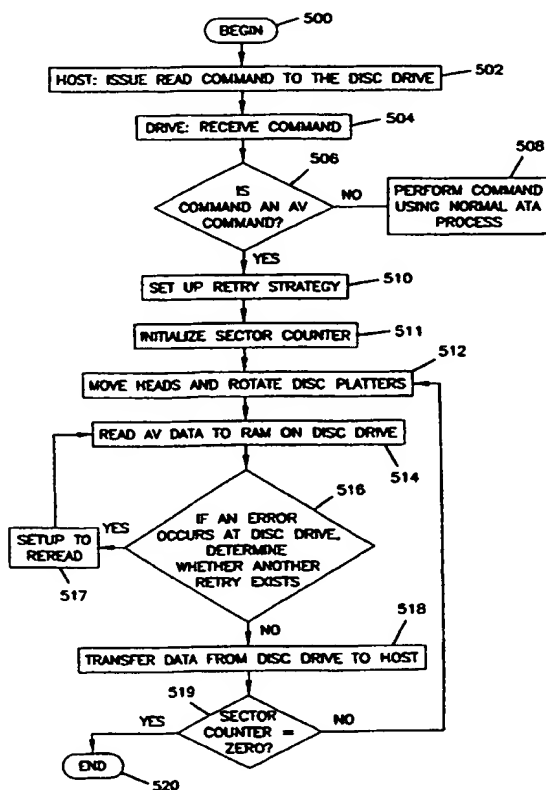 BEGIN
500
HOST: ISSUE READ COMMAND TO THE DISC DRIVE
502
DRIVE: RECEIVE COMMAND
504
506
508
IS
COMMAND AN AV
COMMAND?
NO
PERFORM COMMAND
USING NORMAL ATA
PROCESS
YES
SET UP RETRY STRATEGY
510
INITIALIZE SECTOR COUNTER
511
512
MOVE HEADS AND ROTATE DISC PLATTERS
READ AV DATA TO RAM ON DISC DRIVE
514
516
IF AN ERROR
OCCURS AT DISC DRIVE,
DETERMINE
WHETHER ANOTHER
RETRY EXISTS
YES
SETUP TO
REREAD
517
NO
518
TRANSFER DATA FROM DISC DRIVE TO HOST
519
SECTOR
COUNTER =
ZERO?
YES
NO
END
520